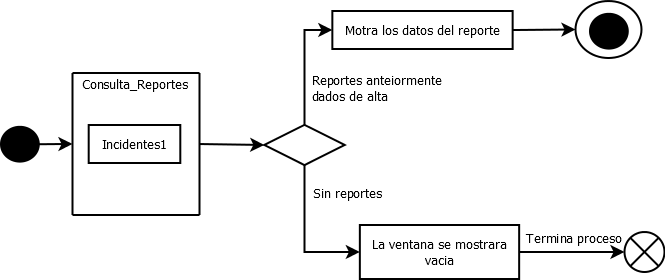 Consulta_Reportes
Incidentes1
Motra los datos del reporte
Reportes anteiormente
dados de alta
Sin reportes
La ventana se mostrara
vacia
Termina proceso